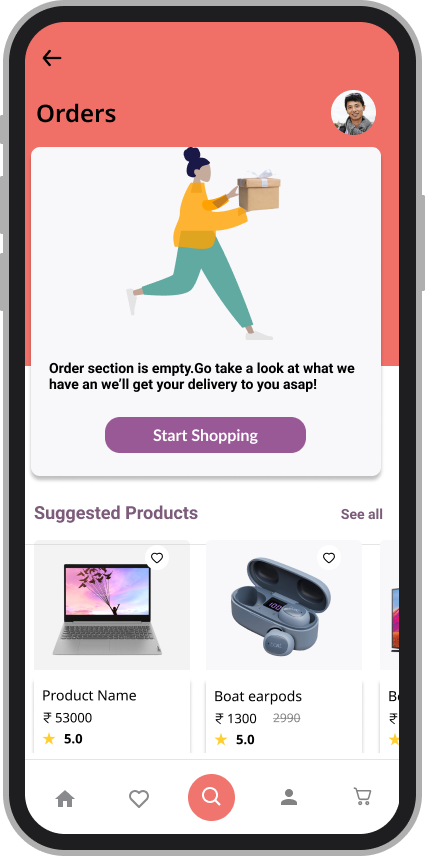 Orders
Order section is empty.Go take a look at what we
have an we'll get your delivery to you asap!
Start Shopping
Suggested Products
See all
100
Product Name
₹ 53000
5.0
Boat earpods
₹ 1300 2990
5.0
₹